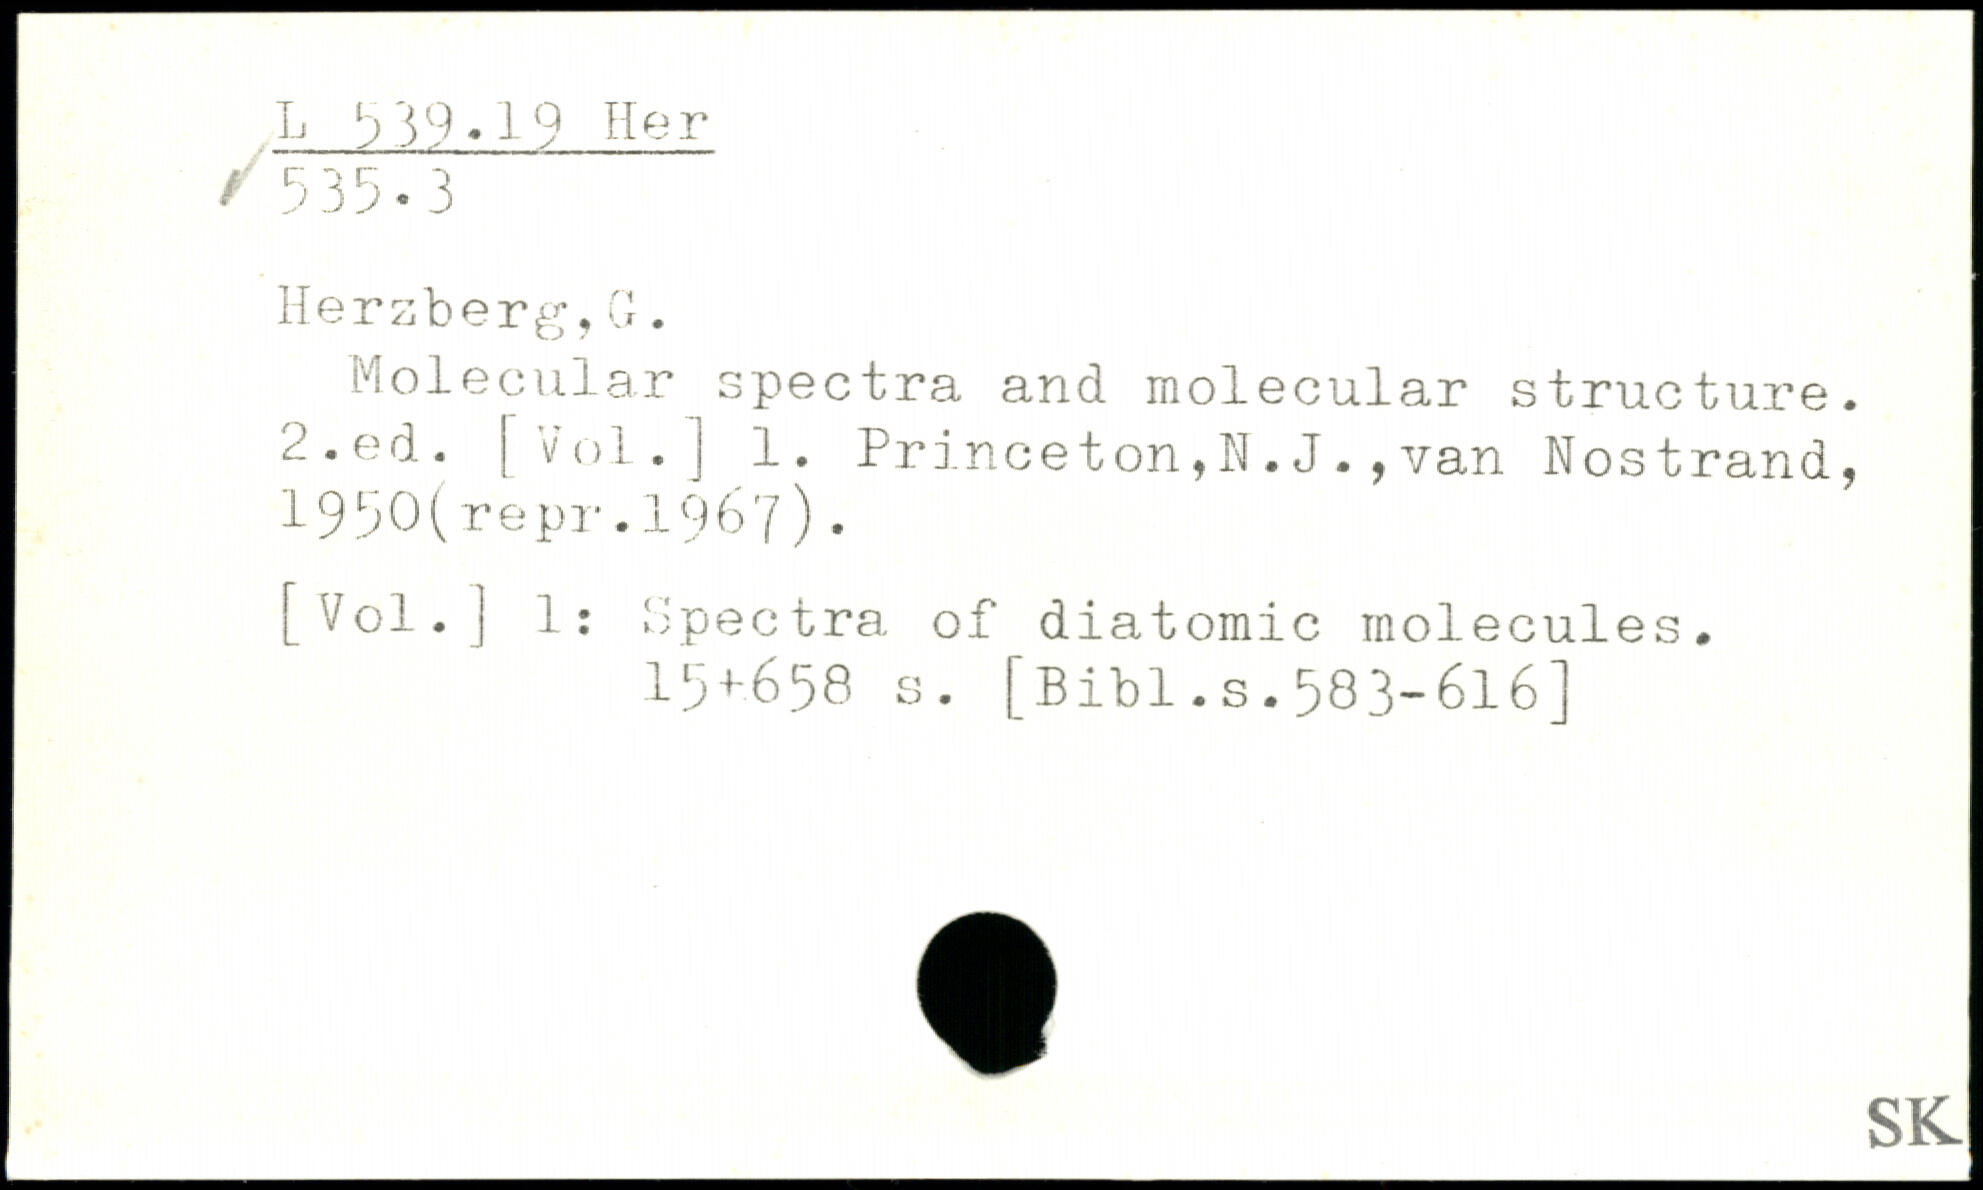 L 539.19 Her
535.3
Herzberg,G.
Molecular spectra and molecular structure.
2.ed. [Vol.] 1. Princeton,N.J.,van Nostrand,
1950(repr.1967).
[Vol.] 1: Spectra of diatomic molecules.
15+658 s. [Bibl.s.583-616]
SK